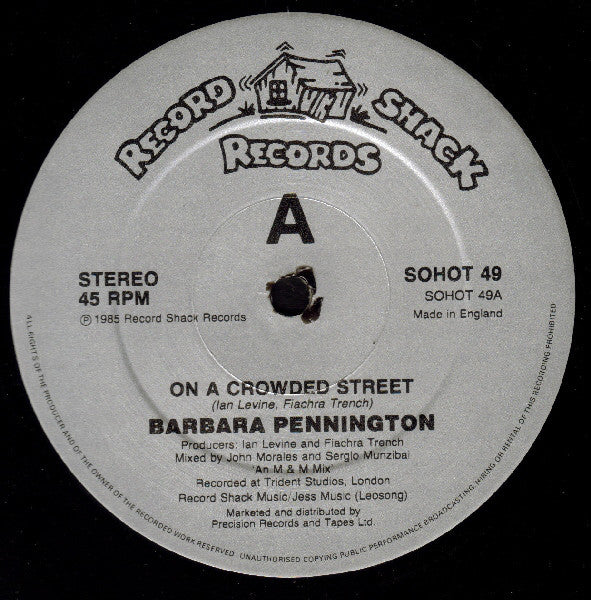 RECORD SHACK
RECORDS
A
STEREO
45 RPM
℗ 1985 Record Shack Records
SOHOT 49
SOHOT 49A
Made in England
ON A CROWDED STREET
(Ian Levine, Fiachra Trench)
BARBARA PENNINGTON
Producers: Ian Levine and Fiachra Trench
Mixed by John Morales and Sergio Munzibai
'An M & M Mix'
Recorded at Trident Studios, London
Record Shack Music/Jess Music (Leosong)
Marketed and distributed by
Precision Records and Tapes Ltd.
ALL RIGHTS OF THE PRODUCER AND OF THE OWNER OF THE RECORDED WORK RESERVED UNAUTHORISED COPYING PUBLIC PERFORMANCE BROADCASTING, HIRING OR RENTAL OF THIS RECORDING PROHIBITED